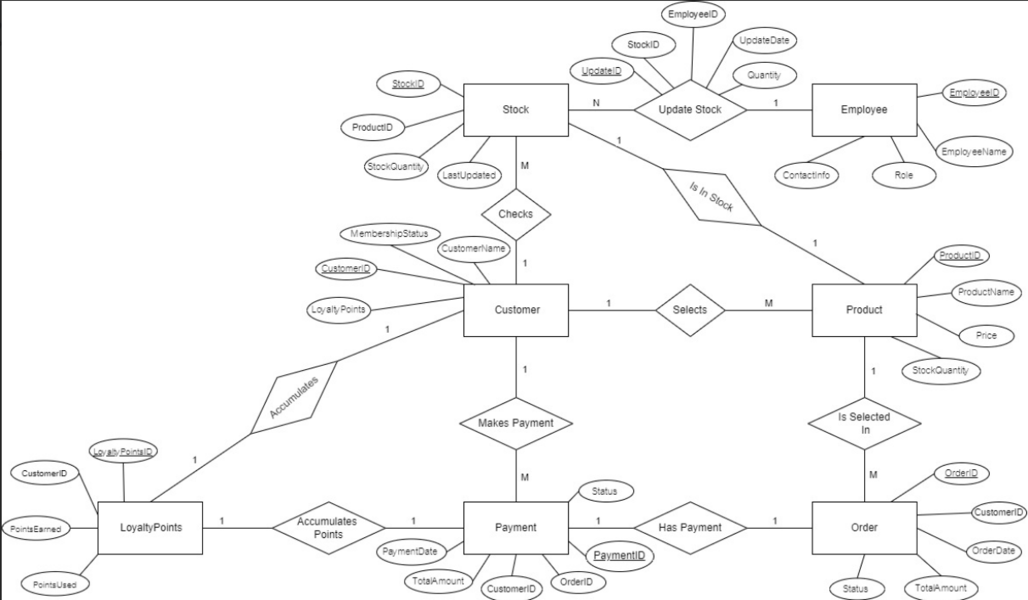 EmployeeID
StockID
UpdateDate
UpdateID
Quantity
StockID
Stock
N
Update Stock
1
Employee
EmployeeID
ProductID
StockQuantity
LastUpdated
1
ContactInfo
Role
EmployeeName
M
Is In Stock
Checks
MembershipStatus
CustomerName
1
1
CustomerID
ProductID
LoyaltyPoints
Customer
1
Selects
M
Product
ProductName
1
Price
StockQuantity
1
1
Accumulates
Makes Payment
Is Selected
In
1
M
M
LoyaltyPointsID
CustomerID
Status
OrderID
PointsEarned
LoyaltyPoints
1
Accumulates
Points
1
Payment
1
Has Payment
1
Order
CustomerID
PaymentDate
PaymentID
OrderDate
PointsUsed
TotalAmount
CustomerID
OrderID
Status
TotalAmount